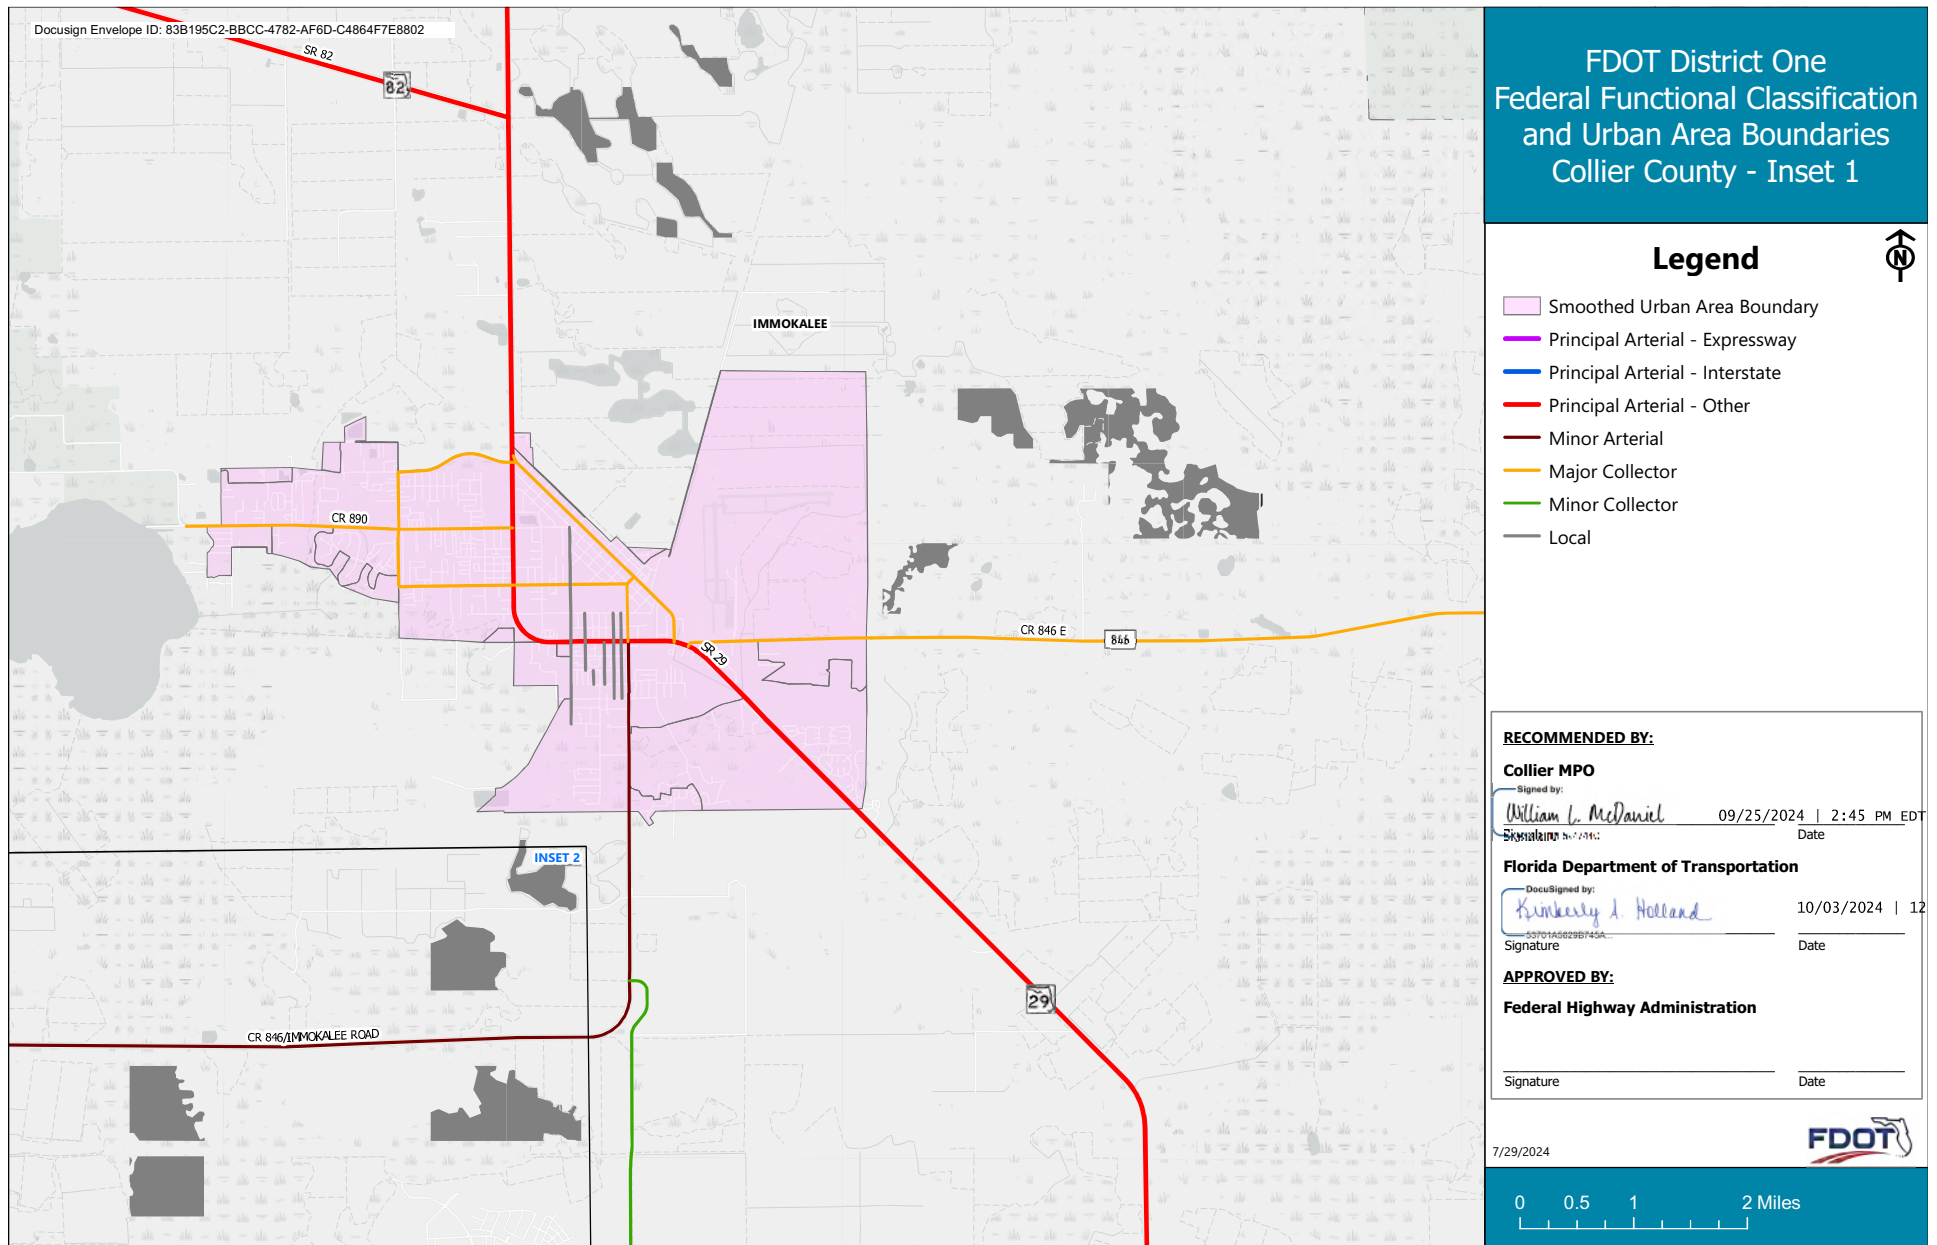 Docusign Envelope ID: 83B195C2-BBCC-4782-AF6D-C4864F7E8802
SR 82
82
IMMOKALEE
CR 890
CR 846 E
846
SR 29
INSET 2
29
CR 846/IMMOKALEE ROAD
FDOT District One
Federal Functional Classification
and Urban Area Boundaries
Collier County - Inset 1
Legend
N
Smoothed Urban Area Boundary
Principal Arterial - Expressway
Principal Arterial - Interstate
Principal Arterial - Other
Minor Arterial
Major Collector
Minor Collector
Local
RECOMMENDED BY:
Collier MPO
Signed by:
William L. McDaniel 09/25/2024 | 2:45 PM EDT
Date
Florida Department of Transportation
DocuSigned by:
Kimberly S. Holland 10/03/2024 | 12
53701A5829B745A...
Signature Date
APPROVED BY:
Federal Highway Administration
Signature Date
7/29/2024
FDOT
0 0.5 1 2 Miles